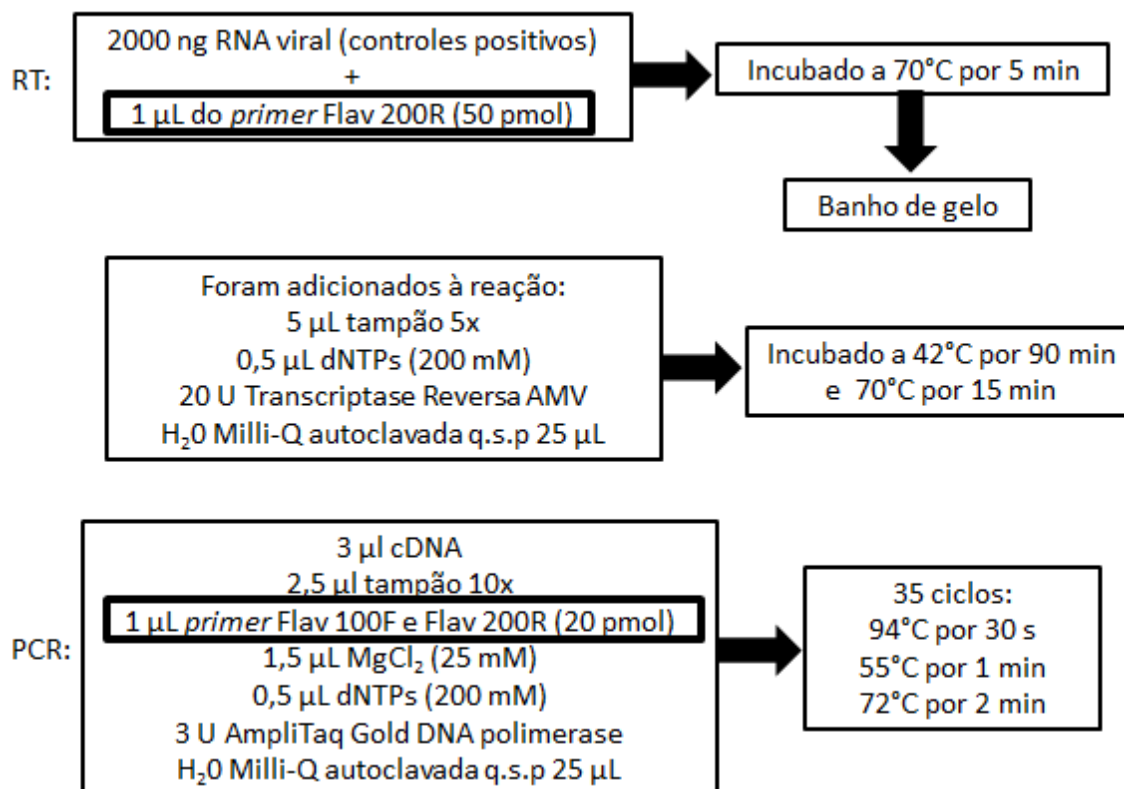 RT:
2000 ng RNA viral (controles positivos)
+
1 µL do primer Flav 200R (50 pmol)
Incubado a 70°C por 5 min
Banho de gelo
Foram adicionados à reação:
5 µL tampão 5x
0,5 µL dNTPs (200 mM)
20 U Transcriptase Reversa AMV
H₂0 Milli-Q autoclavada q.s.p 25 µL
Incubado a 42°C por 90 min
e 70°C por 15 min
PCR:
3 µl cDNA
2,5 µl tampão 10x
1 µL primer Flav 100F e Flav 200R (20 pmol)
1,5 µL MgCl₂ (25 mM)
0,5 µL dNTPs (200 mM)
3 U AmpliTaq Gold DNA polimerase
H₂0 Milli-Q autoclavada q.s.p 25 µL
35 ciclos:
94°C por 30 s
55°C por 1 min
72°C por 2 min